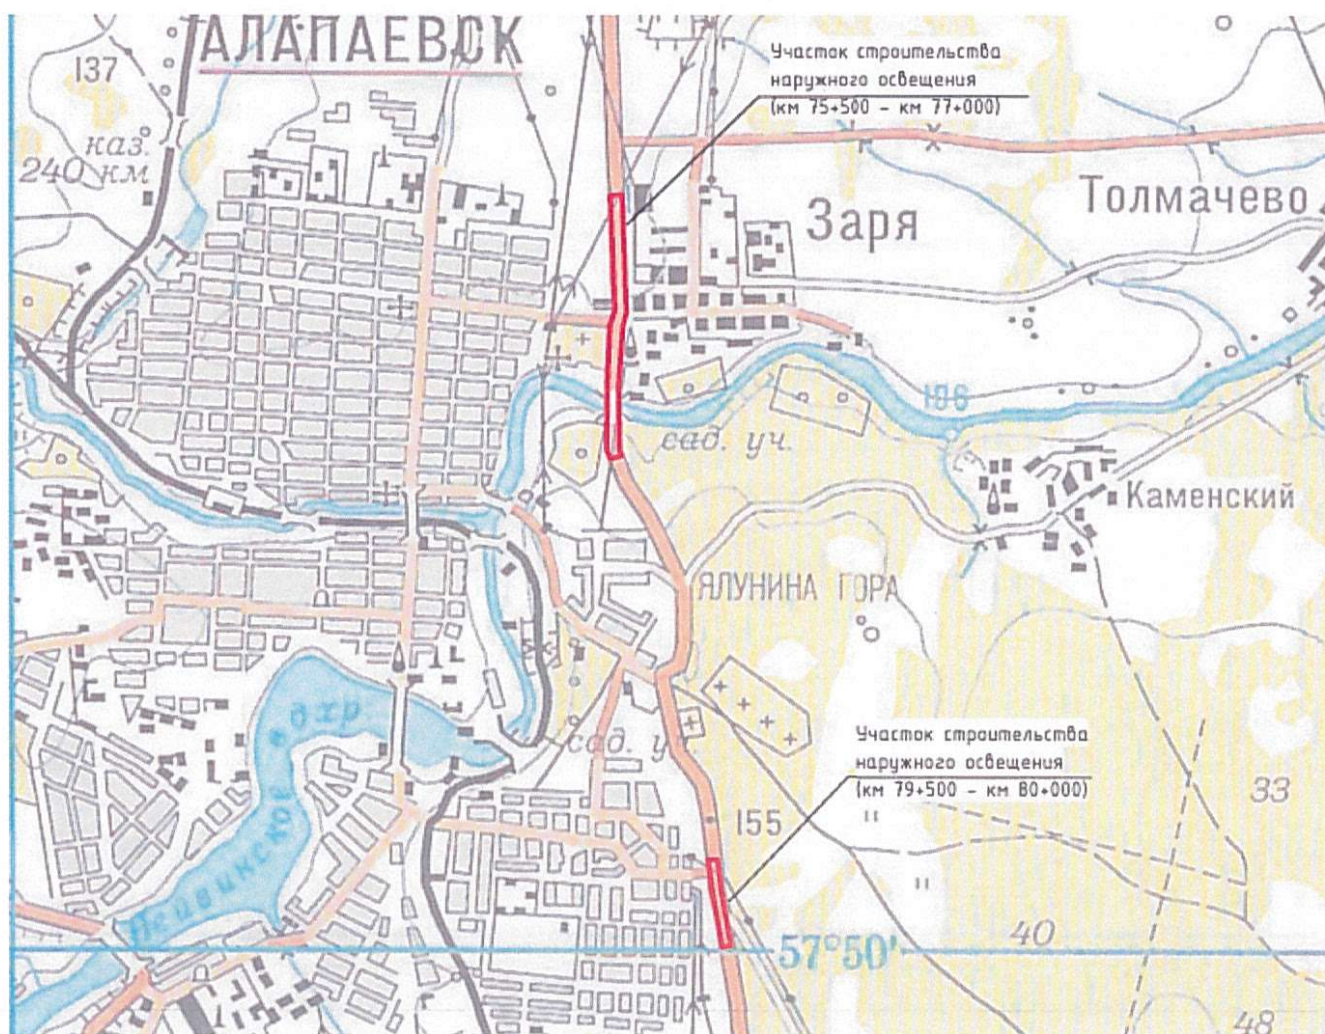 АЛАПАЕВСК
137
каз.
240 км
Участок строительства
наружного освещения
(км 75+500 - км 77+000)
Толмачево
Заря
106
сад. уч.
Каменский
ЯЛУНИНА ГОРА
вдхр.
сад. уч.
Участок строительства
наружного освещения
(км 79+500 - км 80+000)
33
155
40
57°50'
48